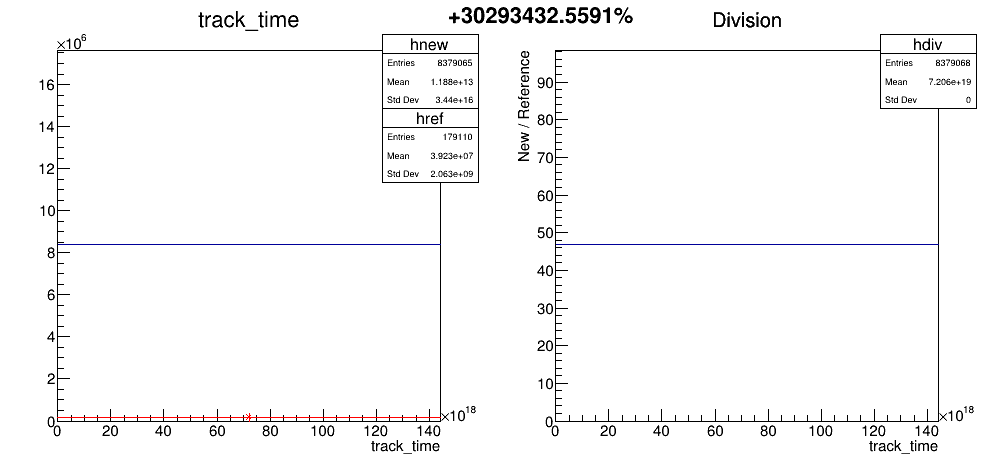 +30293432.5591%
track_time
×10⁶
16
14
12
10
8
6
4
2
0
0 20 40 60 80 100 120 140 ×10¹⁸
track_time
hnew
Entries 8379065
Mean 1.188e+13
Std Dev 3.44e+16
href
Entries 179110
Mean 3.923e+07
Std Dev 2.063e+09
Division
New / Reference
90
80
70
60
50
40
30
20
10
0
0 20 40 60 80 100 120 140 ×10¹⁸
track_time
hdiv
Entries 8379068
Mean 7.206e+19
Std Dev 0